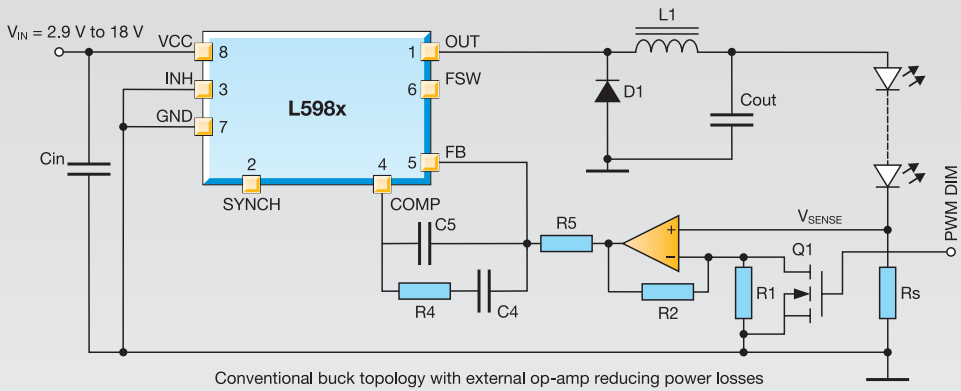 L1
V_IN = 2.9 V to 18 V
VCC
8
1
OUT
INH
3
6
FSW
D1
L598x
Cout
GND
7
Cin
2
4
5
FB
SYNCH
COMP
C5
R5
+
V_SENSE
PWM DIM
–
Q1
R4
C4
R2
R1
Rs
Conventional buck topology with external op-amp reducing power losses